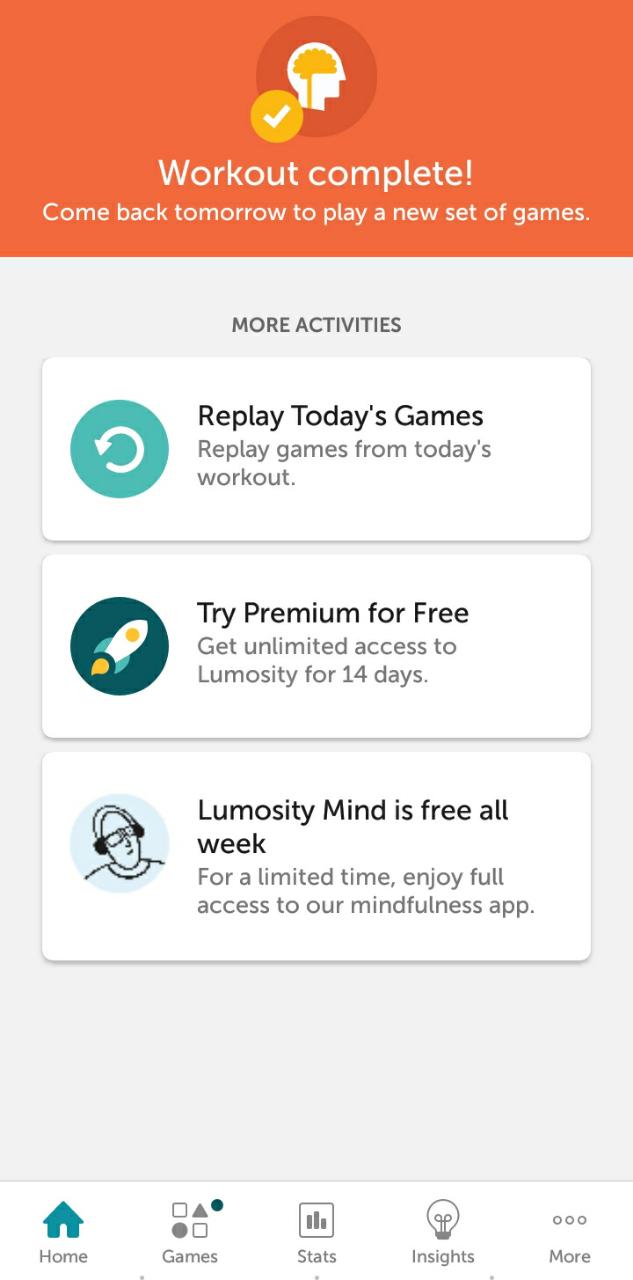 Workout complete!
Come back tomorrow to play a new set of games.
MORE ACTIVITIES
Replay Today's Games
Replay games from today's
workout.
Try Premium for Free
Get unlimited access to
Lumosity for 14 days.
Lumosity Mind is free all
week
For a limited time, enjoy full
access to our mindfulness app.
Home Games Stats Insights More